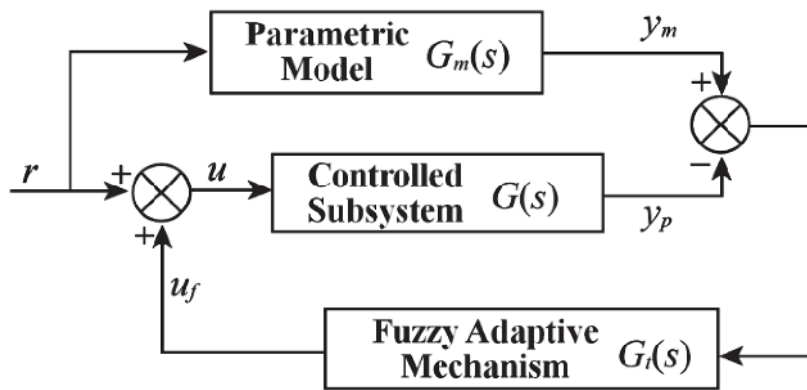 Parametric
Model G_m(s)
y_m
+
−
r
+
+
u
Controlled
Subsystem G(s)
y_p
u_f
Fuzzy Adaptive
Mechanism G_t(s)